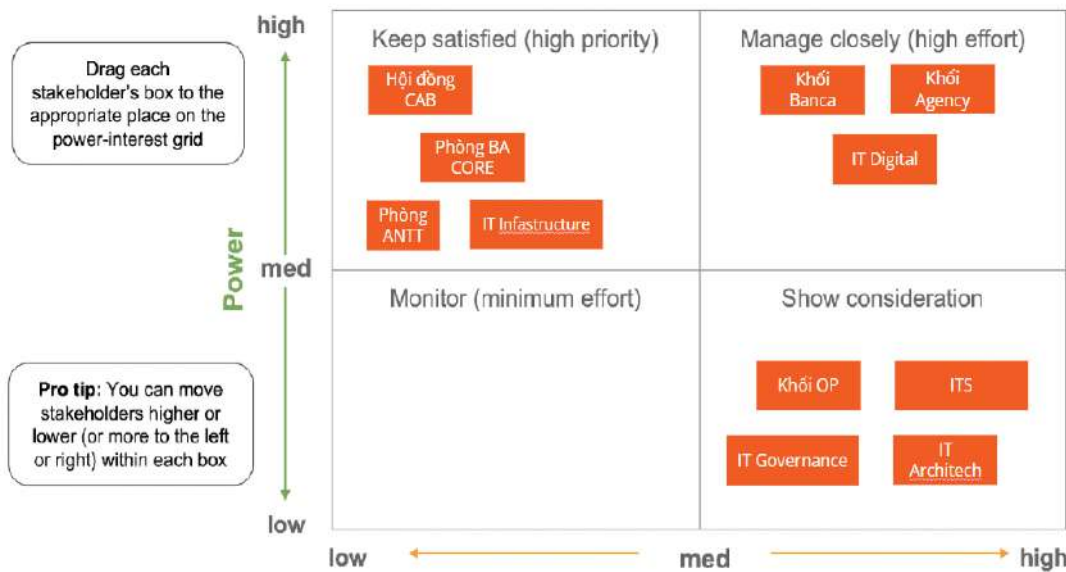 high
Keep satisfied (high priority)
Manage closely (high effort)
Drag each
stakeholder's box to the
appropriate place on the
power-interest grid
Hội đồng
CAB
Khối
Banca
Khối
Agency
Phòng BA
CORE
IT Digital
Phòng
ANTT
IT Infastructure
Power
med
Monitor (minimum effort)
Show consideration
Pro tip: You can move
stakeholders higher or
lower (or more to the left
or right) within each box
Khối OP
ITS
IT Governance
IT
Architech
low
low
med
high